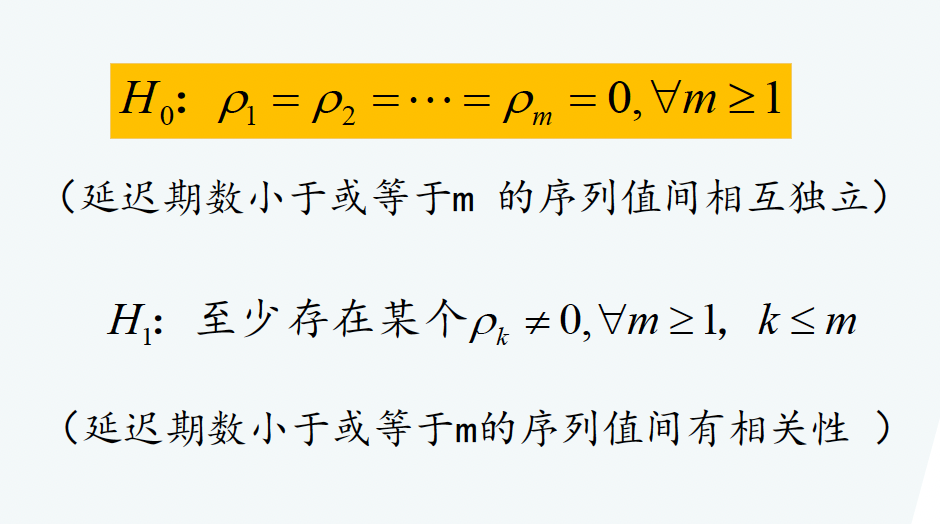 H₀：ρ₁ = ρ₂ = ⋯ = ρₘ = 0, ∀m ≥ 1
（延迟期数小于或等于m 的序列值间相互独立）
H₁：至少存在某个ρₖ ≠ 0, ∀m ≥ 1，k ≤ m
（延迟期数小于或等于m的序列值间有相关性 ）